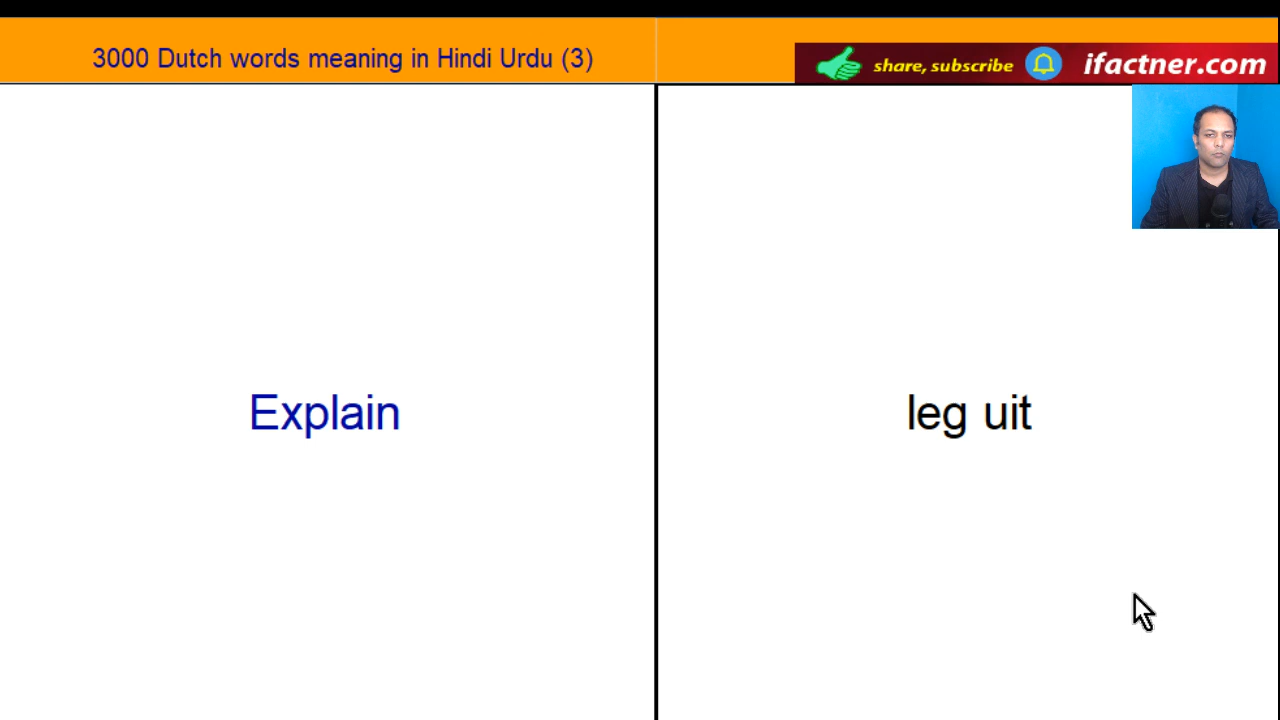 3000 Dutch words meaning in Hindi Urdu (3)
share, subscribe
ifactner.com
Explain
leg uit